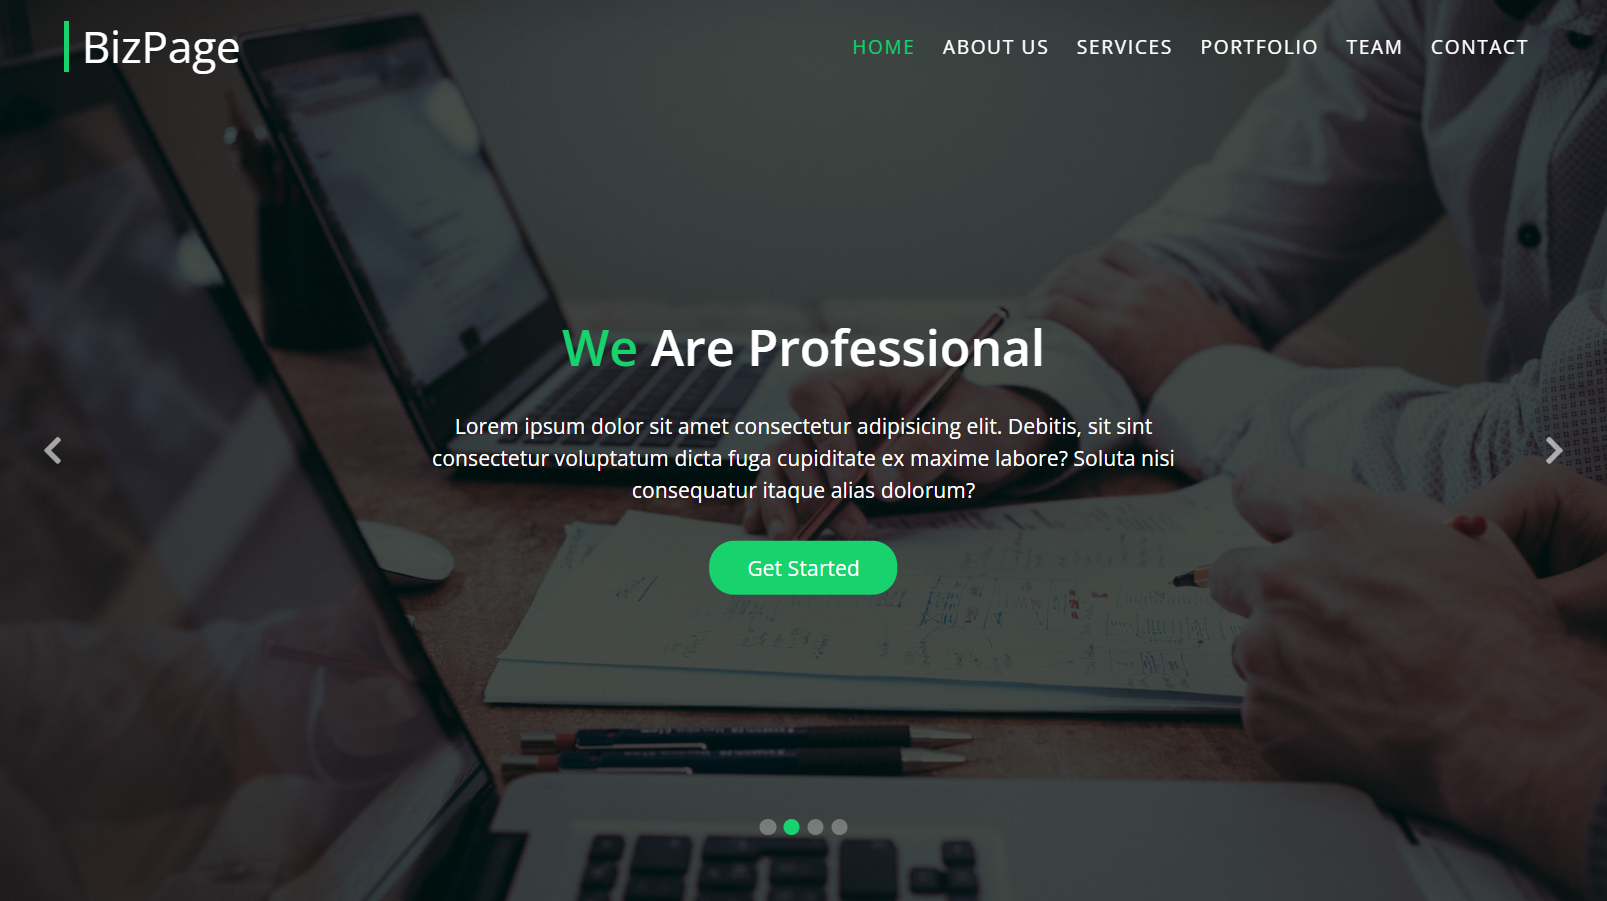 BizPage
HOME ABOUT US SERVICES PORTFOLIO TEAM CONTACT
We Are Professional
Lorem ipsum dolor sit amet consectetur adipisicing elit. Debitis, sit sint
consectetur voluptatum dicta fuga cupiditate ex maxime labore? Soluta nisi
consequatur itaque alias dolorum?
Get Started